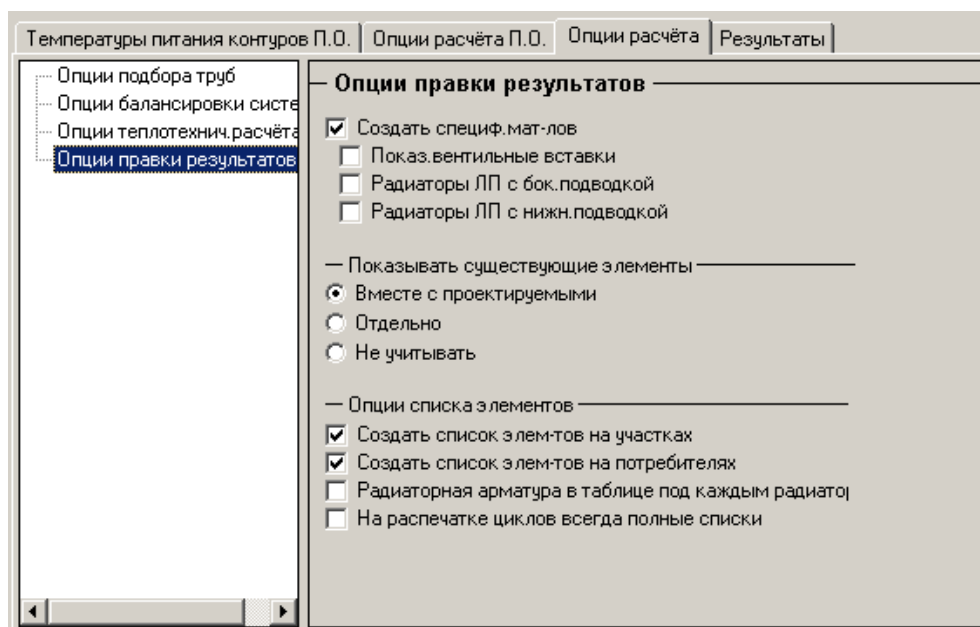 Температуры питания контуров П.О.
Опции расчёта П.О.
Опции расчёта
Результаты
Опции подбора труб
Опции балансировки систе
Опции теплотехнич.расчёта
Опции правки результатов
Опции правки результатов
Создать специф.мат-лов
Показ.вентильные вставки
Радиаторы ЛП с бок.подводкой
Радиаторы ЛП с нижн.подводкой
Показывать существующие элементы
Вместе с проектируемыми
Отдельно
Не учитывать
Опции списка элементов
Создать список элем-тов на участках
Создать список элем-тов на потребителях
Радиаторная арматура в таблице под каждым радиатор
На распечатке циклов всегда полные списки